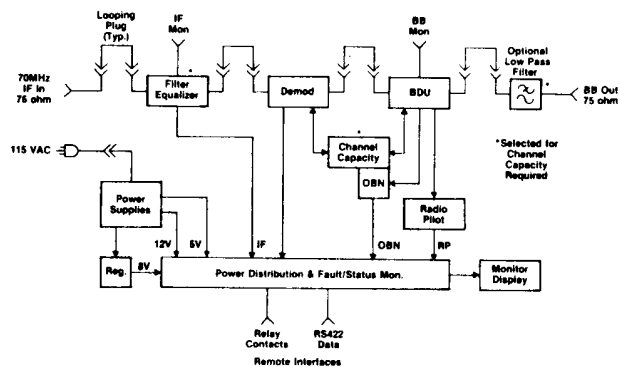 Looping
Plug
(Typ.)
IF
Mon
BB
Mon
Optional
Low Pass
Filter
70MHz
IF In
75 ohm
Filter
Equalizer
*
Demod
BDU
*
BB Out
75 ohm
115 VAC
Channel
Capacity
*
*Selected for
Channel
Capacity
Required
OBN
Power
Supplies
Radio
Pilot
12V
5V
IF
OBN
RP
Reg.
8V
Power Distribution & Fault/Status Mon.
Monitor
Display
Relay
Contacts
RS422
Data
Remote Interfaces